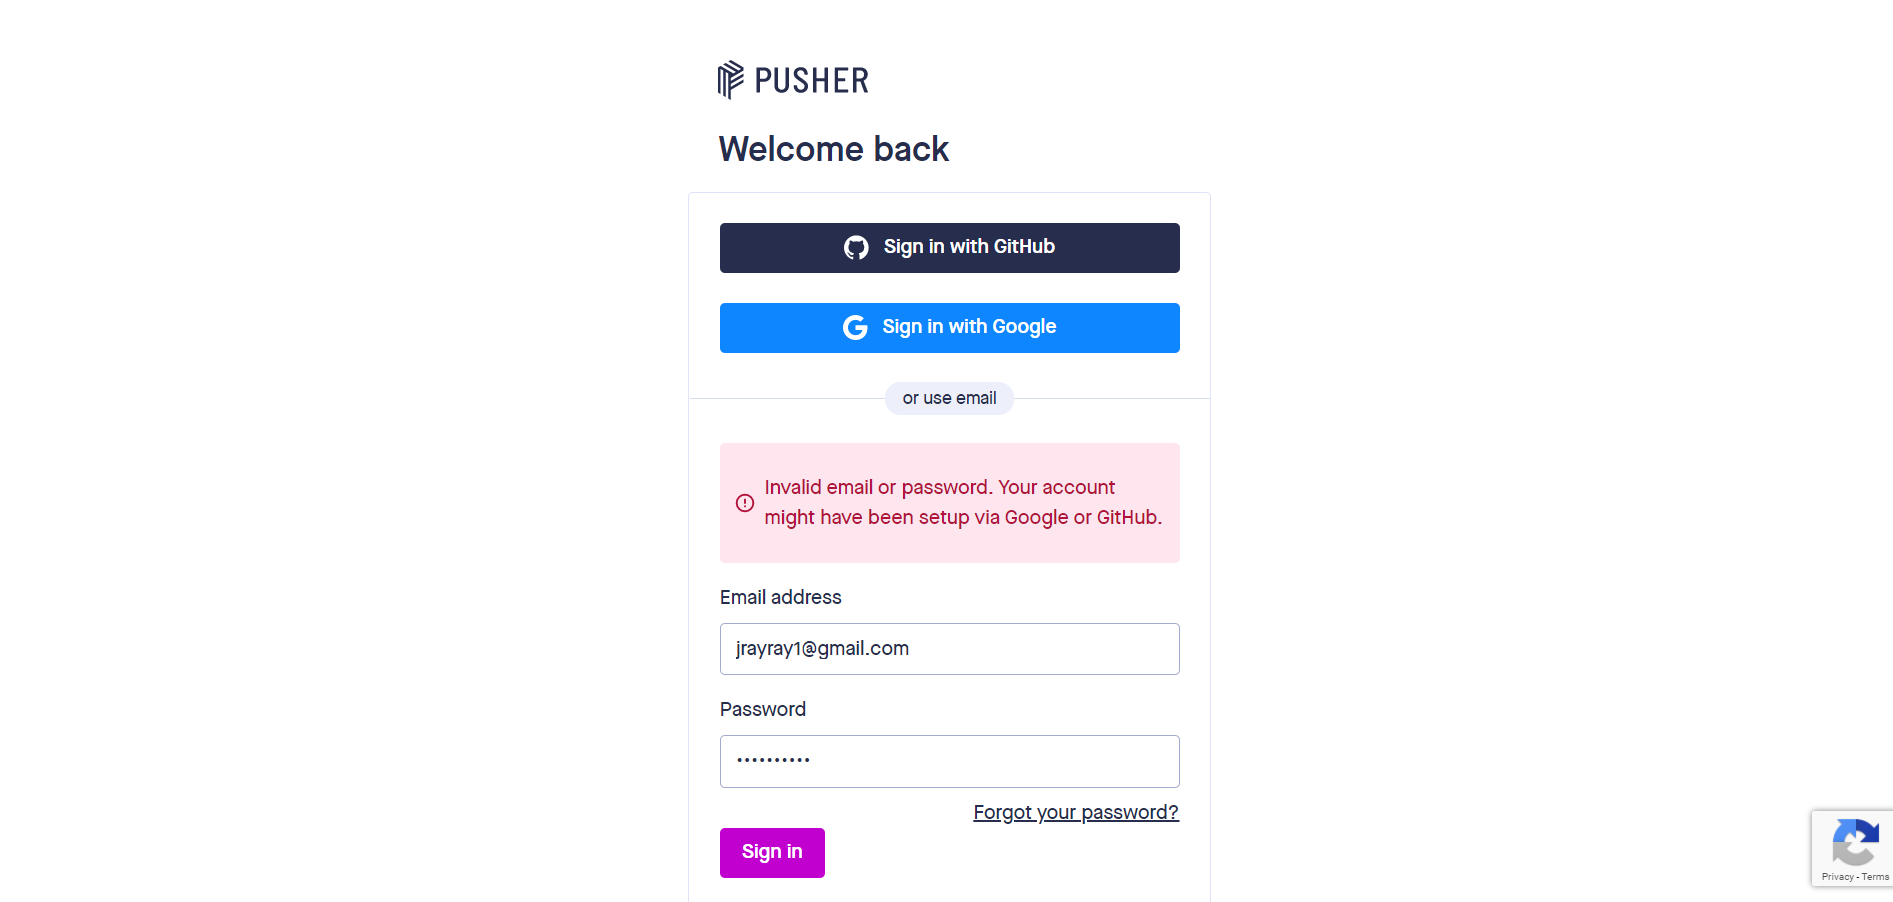 PUSHER
Welcome back
Sign in with GitHub
Sign in with Google
or use email
Invalid email or password. Your account
might have been setup via Google or GitHub.
Email address
jrayray1@gmail.com
Password
••••••••••
Forgot your password?
Sign in
Privacy - Terms